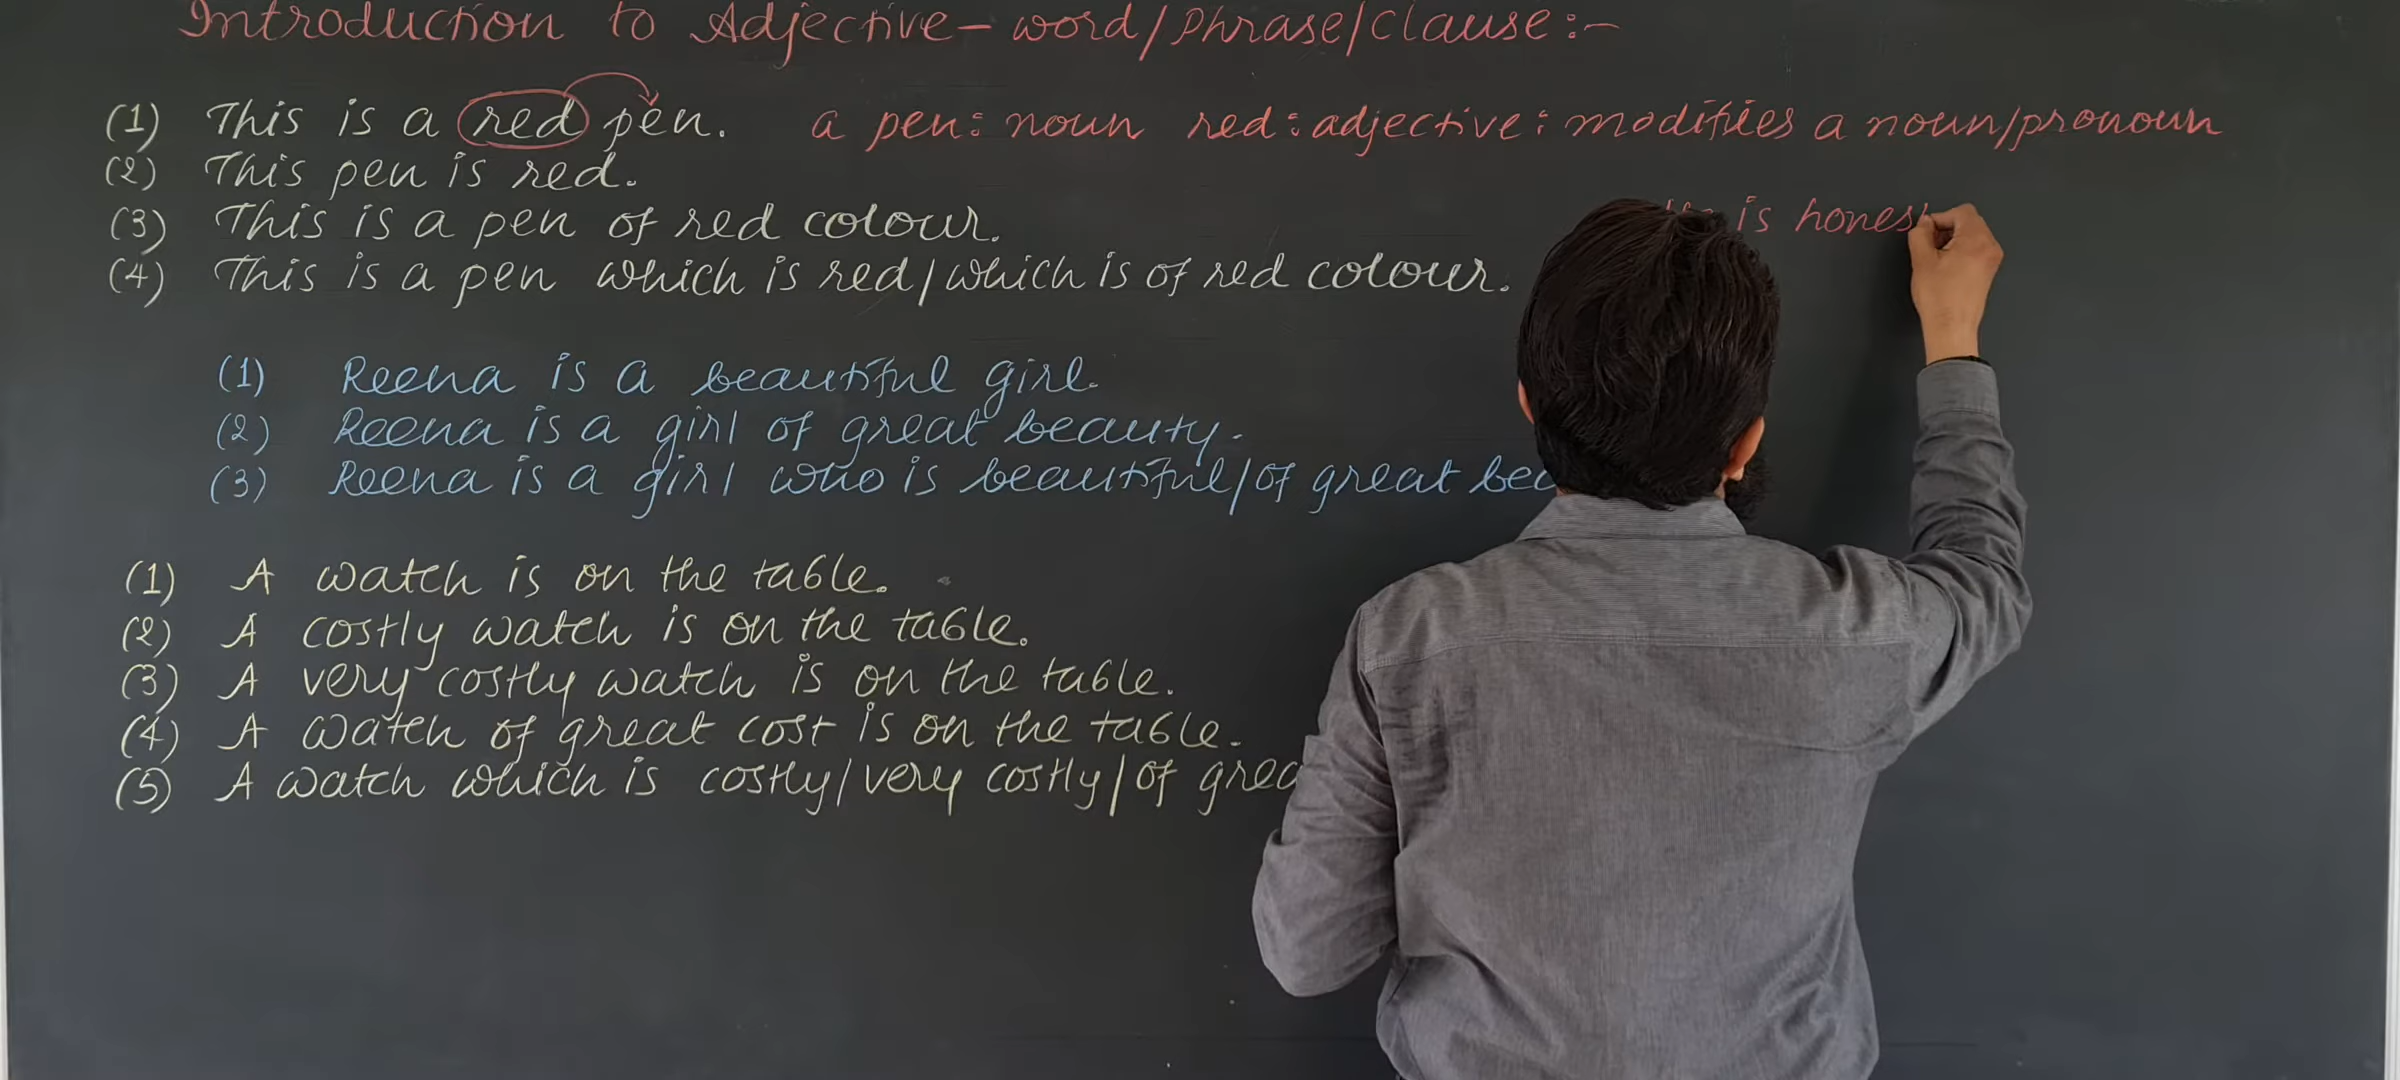 Introduction to Adjective – word/Phrase/Clause :-
(1) This is a red pen. a pen: noun red: adjective: modifies a noun/pronoun
(2) This pen is red.
is honest
(3) This is a pen of red colour.
(4) This is a pen which is red/which is of red colour.
(1) Reena is a beautiful girl.
(2) Reena is a girl of great beauty.
(3) Reena is a girl who is beautiful/of great
(1) A watch is on the table.
(2) A costly watch is on the table.
(3) A very costly watch is on the table.
(4) A watch of great cost is on the table.
(5) A watch which is costly/very costly/of